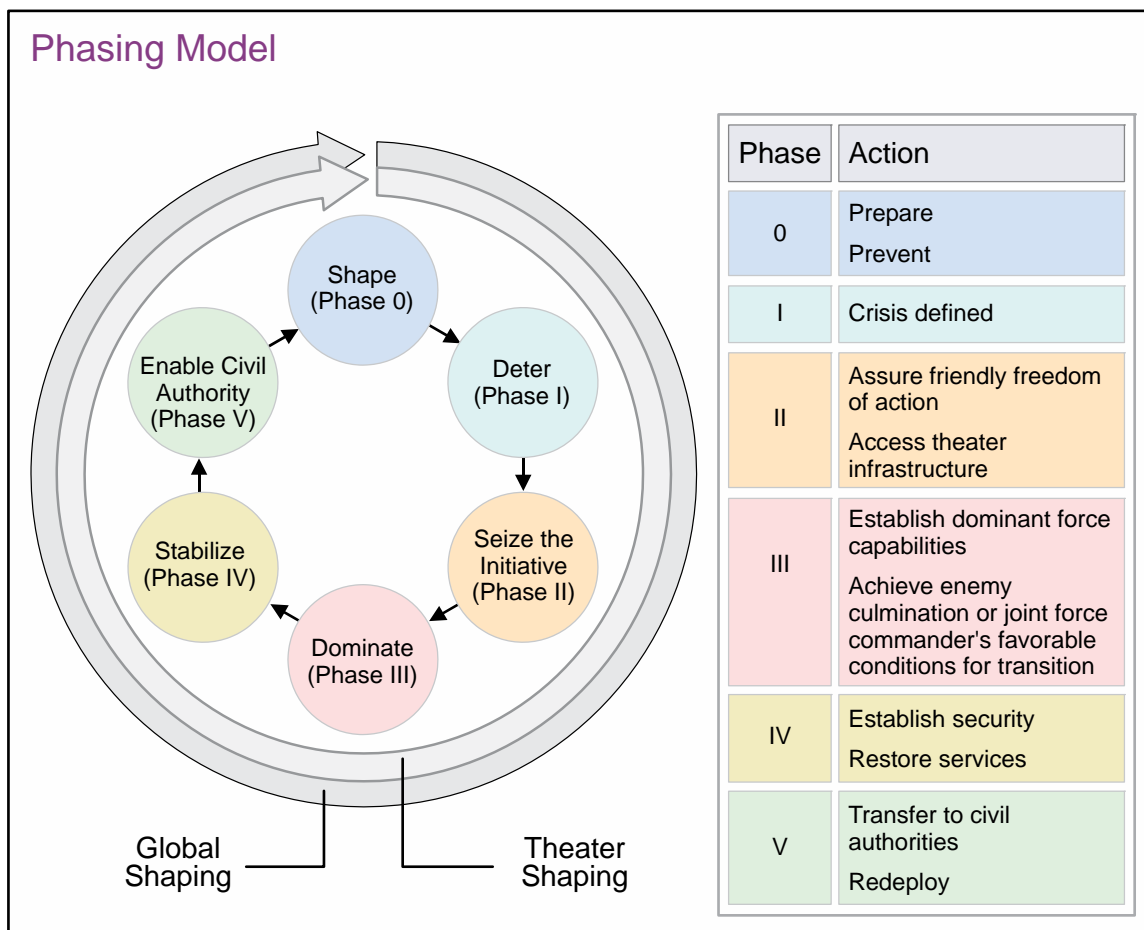 Phasing Model
Shape
(Phase 0)
Deter
(Phase I)
Seize the
Initiative
(Phase II)
Dominate
(Phase III)
Stabilize
(Phase IV)
Enable Civil
Authority
(Phase V)
Global
Shaping
Theater
Shaping
Phase Action
0
Prepare
Prevent
I
Crisis defined
II
Assure friendly freedom
of action
Access theater
infrastructure
III
Establish dominant force
capabilities
Achieve enemy
culmination or joint force
commander's favorable
conditions for transition
IV
Establish security
Restore services
V
Transfer to civil
authorities
Redeploy